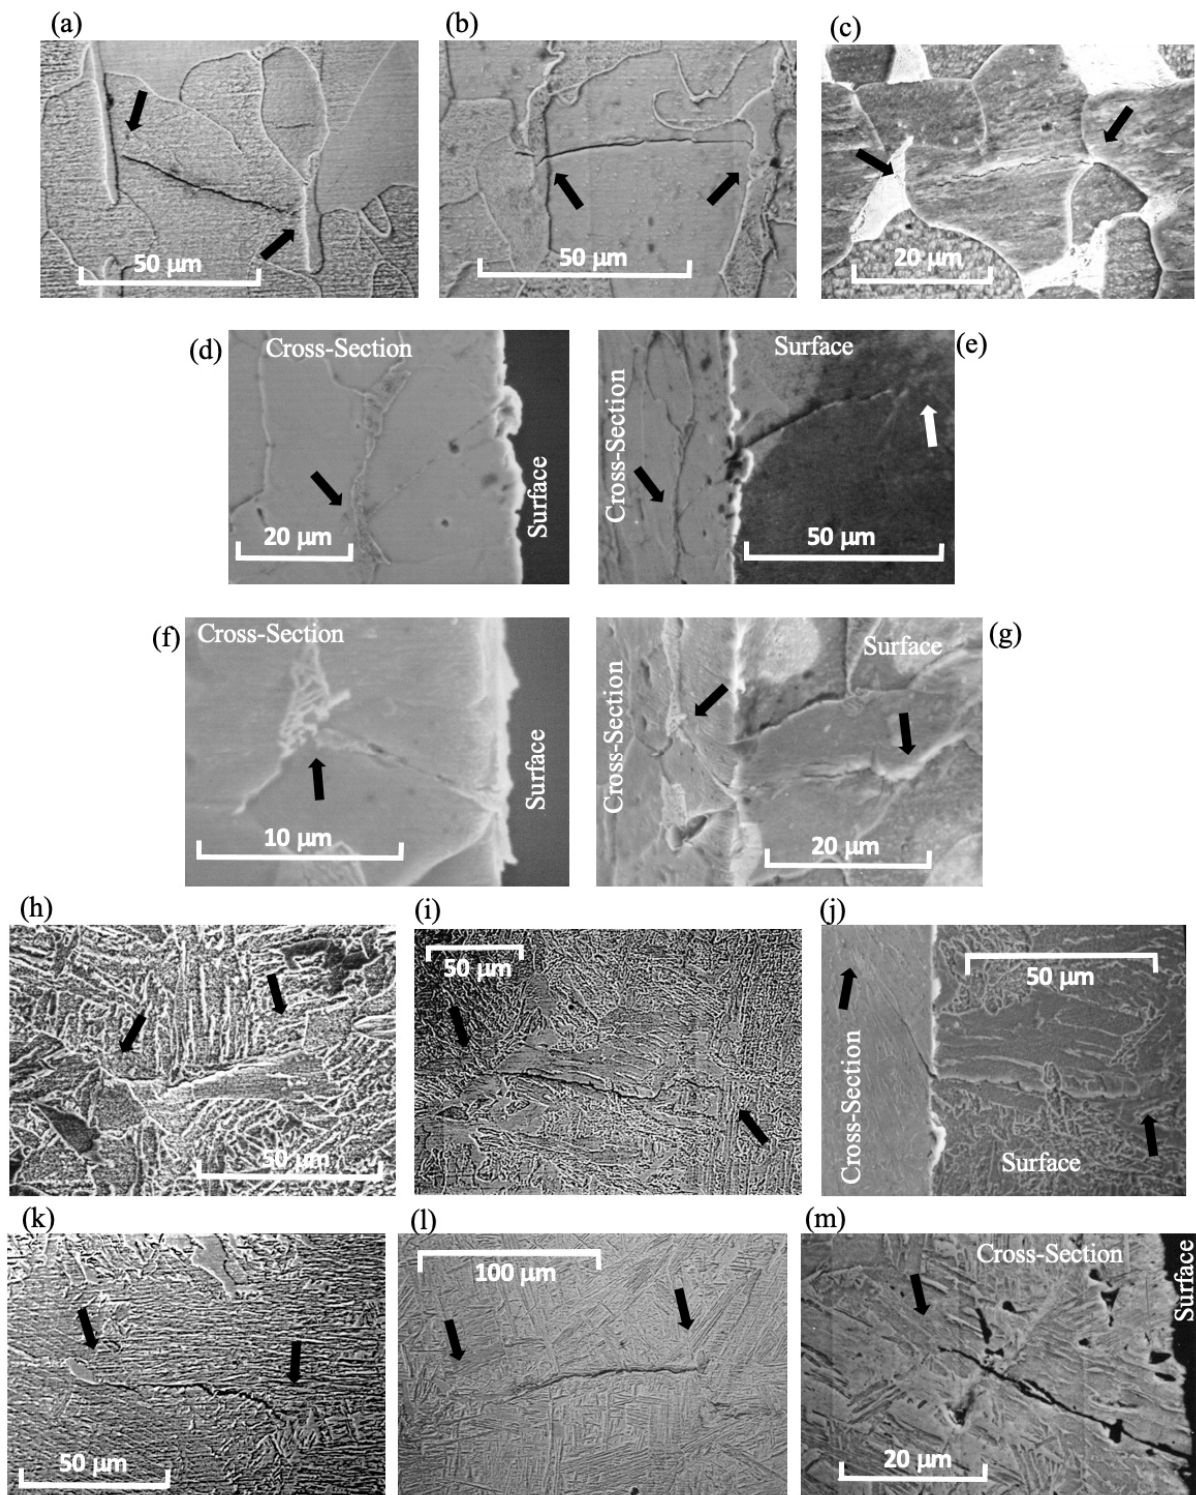 (a)
(b)
(c)
50 μm
50 μm
20 μm
(d)
Cross-Section
20 μm
Surface
Cross-Section
Surface
(e)
50 μm
(f)
Cross-Section
10 μm
Surface
Cross-Section
Surface
(g)
20 μm
(h)
(i)
(j)
50 μm
50 μm
50 μm
Cross-Section
Surface
(k)
(l)
(m)
50 μm
100 μm
Cross-Section
Surface
20 μm